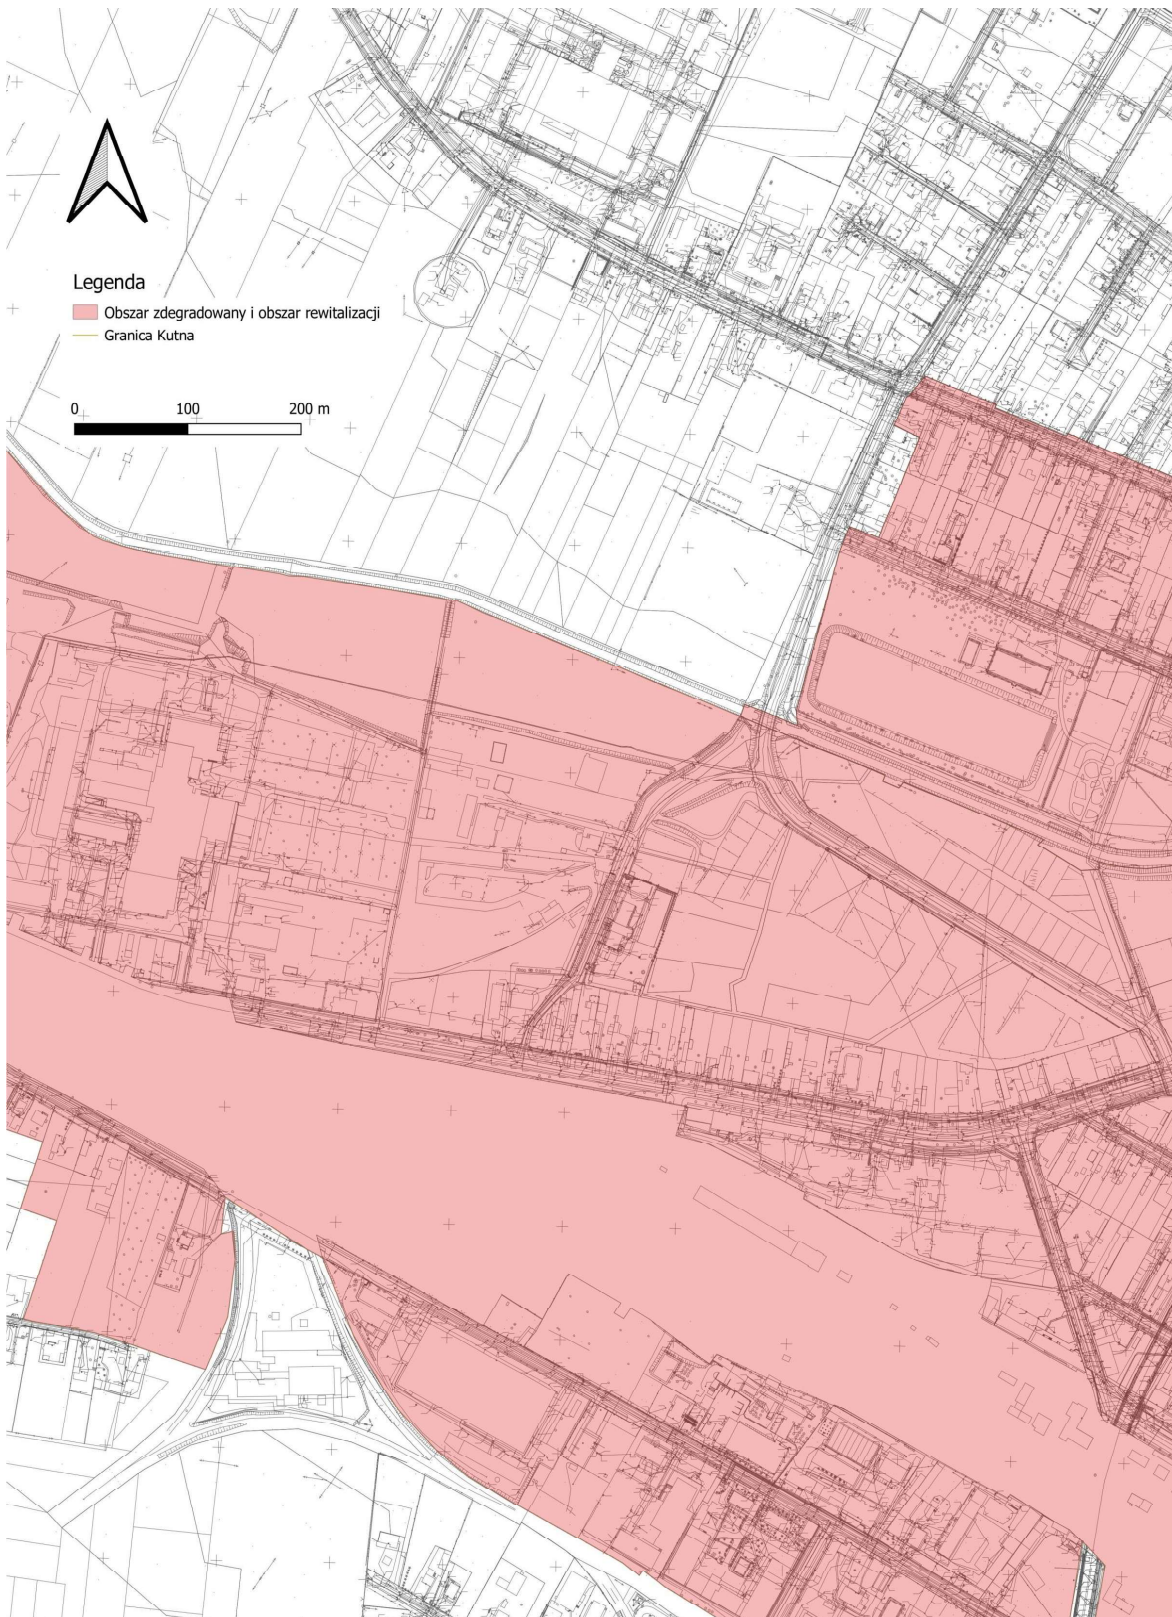 Legenda
Obszar zdegradowany i obszar rewitalizacji
Granica Kutna
0 100 200 m